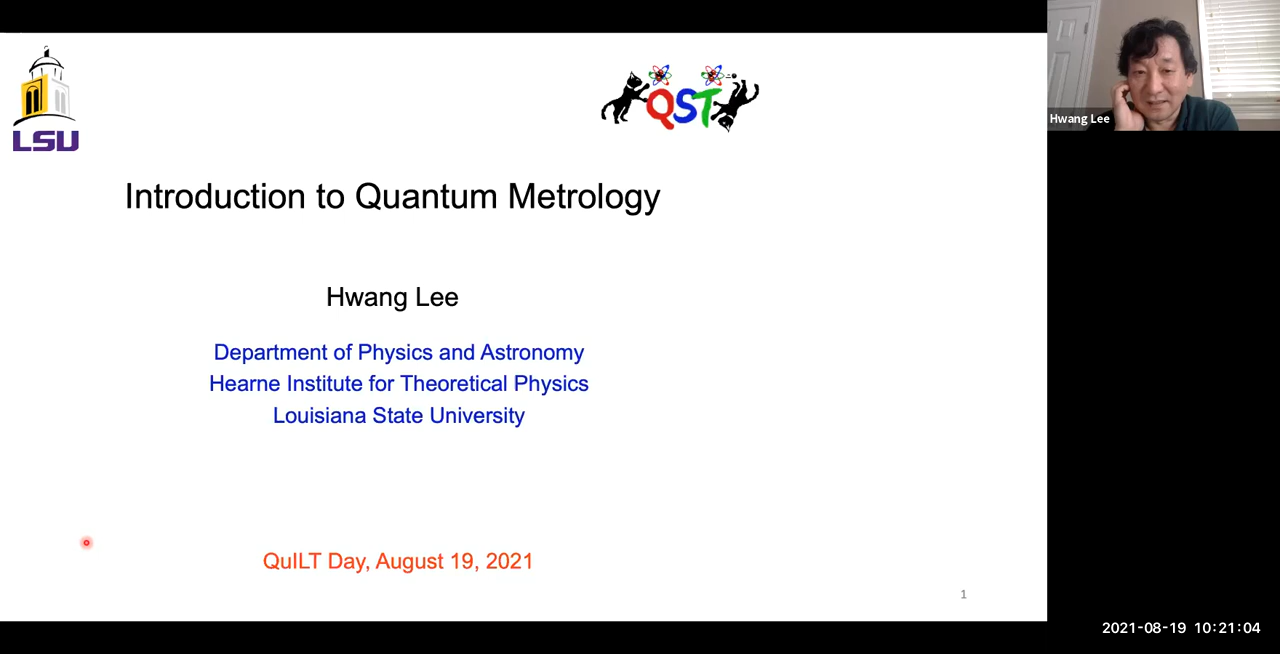 LSU
QST
Hwang Lee
Introduction to Quantum Metrology
Hwang Lee
Department of Physics and Astronomy
Hearne Institute for Theoretical Physics
Louisiana State University
QuILT Day, August 19, 2021
1
2021-08-19 10:21:04